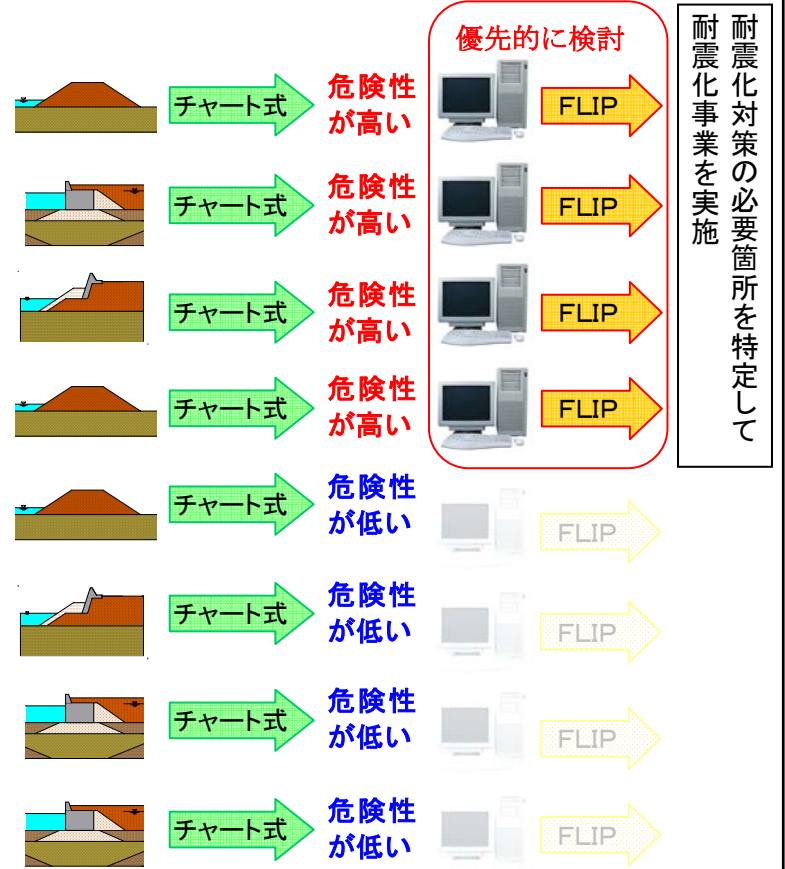 優先的に検討
耐震化対策の必要箇所を特定して
耐震化事業を実施
チャート式
危険性
が高い
FLIP
チャート式
危険性
が高い
FLIP
チャート式
危険性
が高い
FLIP
チャート式
危険性
が高い
FLIP
チャート式
危険性
が低い
FLIP
チャート式
危険性
が低い
FLIP
チャート式
危険性
が低い
FLIP
チャート式
危険性
が低い
FLIP